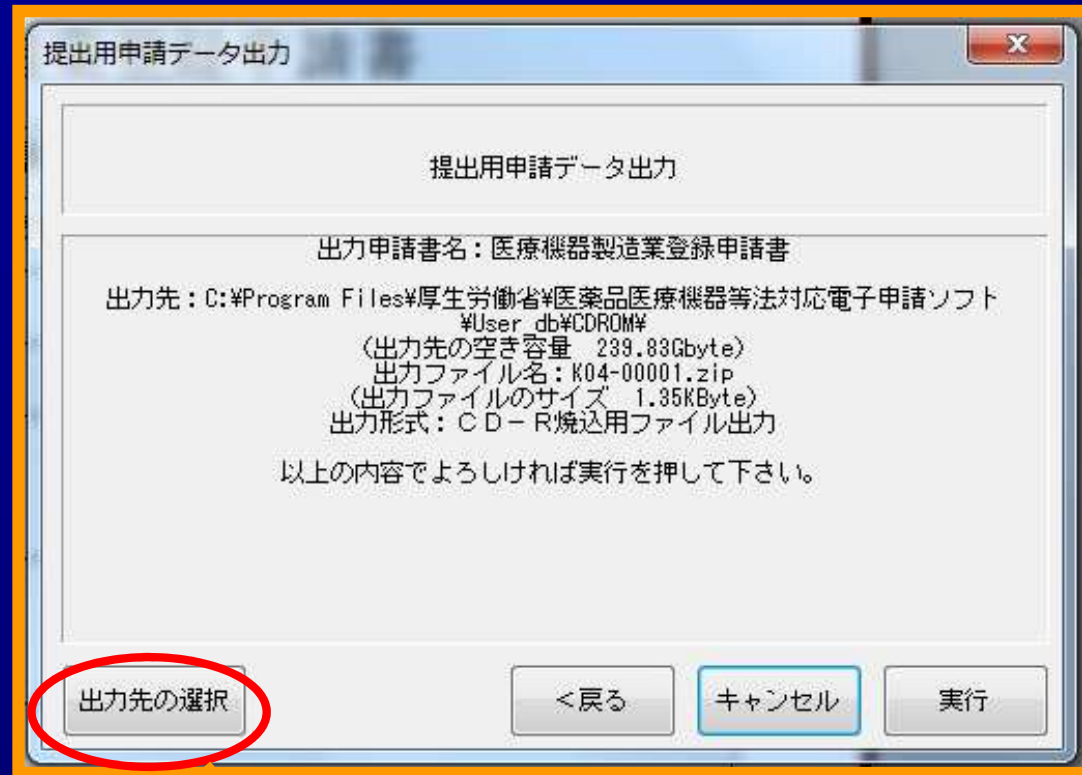 提出用申請データ出力
提出用申請データ出力
出力申請書名：医療機器製造業登録申請書
出力先：C:¥Program Files¥厚生労働省¥医薬品医療機器等法対応電子申請ソフト
¥User_db¥CDROM¥
(出力先の空き容量　239.83Gbyte)
出力ファイル名：K04-00001.zip
(出力ファイルのサイズ　1.35KByte)
出力形式：ＣＤ－Ｒ焼込用ファイル出力
以上の内容でよろしければ実行を押して下さい。
出力先の選択
<戻る
キャンセル
実行